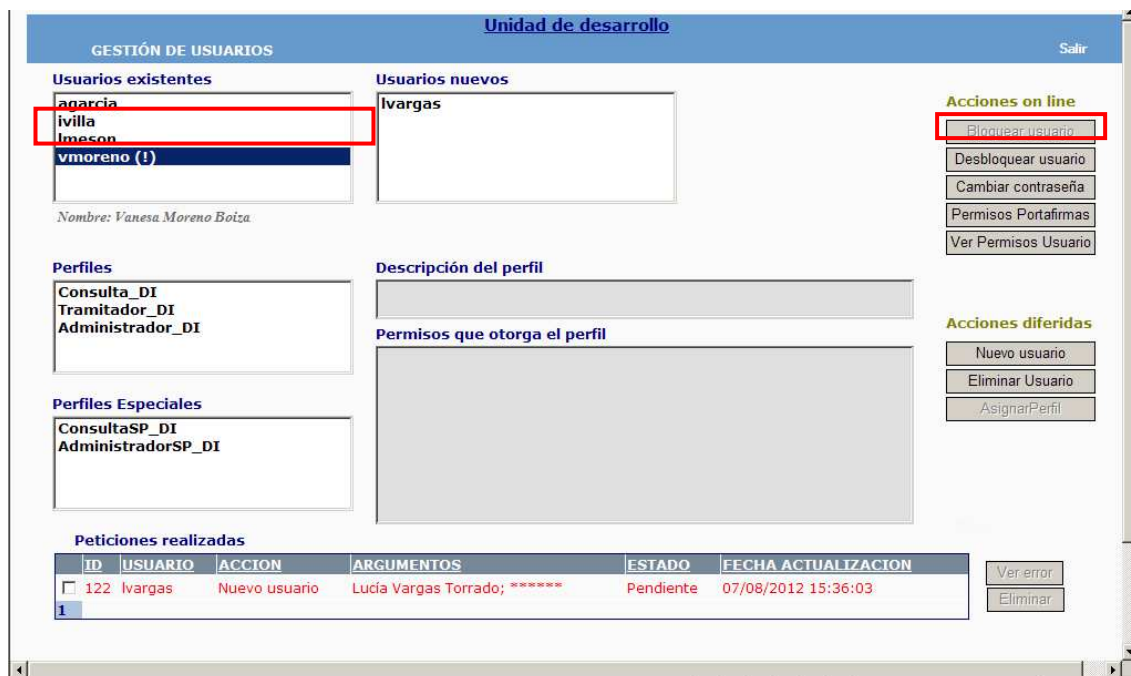 Unidad de desarrollo
GESTIÓN DE USUARIOS
Salir
Usuarios existentes
agarcia
ivilla
lmeson
vmoreno (!)
Nombre: Vanesa Moreno Boiza
Usuarios nuevos
lvargas
Acciones on line
Bloquear usuario
Desbloquear usuario
Cambiar contraseña
Permisos Portafirmas
Ver Permisos Usuario
Perfiles
Consulta_DI
Tramitador_DI
Administrador_DI
Descripción del perfil
Permisos que otorga el perfil
Acciones diferidas
Nuevo usuario
Eliminar Usuario
AsignarPerfil
Perfiles Especiales
ConsultaSP_DI
AdministradorSP_DI
Peticiones realizadas
ID USUARIO ACCION ARGUMENTOS ESTADO FECHA ACTUALIZACION
122 lvargas Nuevo usuario Lucía Vargas Torrado; ****** Pendiente 07/08/2012 15:36:03
1
Ver error
Eliminar